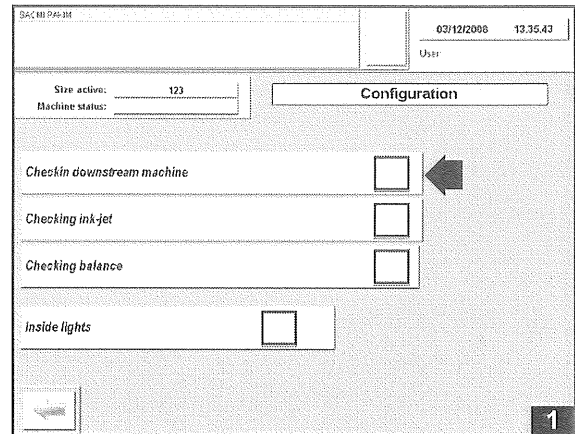 03/12/2008 13.35.43
User:
Size active: 123
Machine status:
Configuration
Checkin downstream machine
Checking ink-jet
Checking balance
Inside lights
1